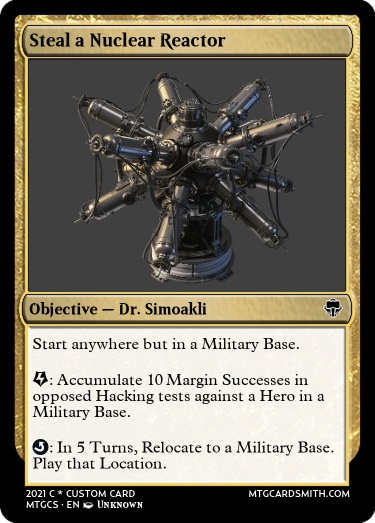 Steal a Nuclear Reactor
Objective — Dr. Simoakli
Start anywhere but in a Military Base.
: Accumulate 10 Margin Successes in
opposed Hacking tests against a Hero in a
Military Base.
: In 5 Turns, Relocate to a Military Base.
Play that Location.
2021 C * CUSTOM CARD
MTGCS · EN Unknown
MTGCARDSMITH.COM